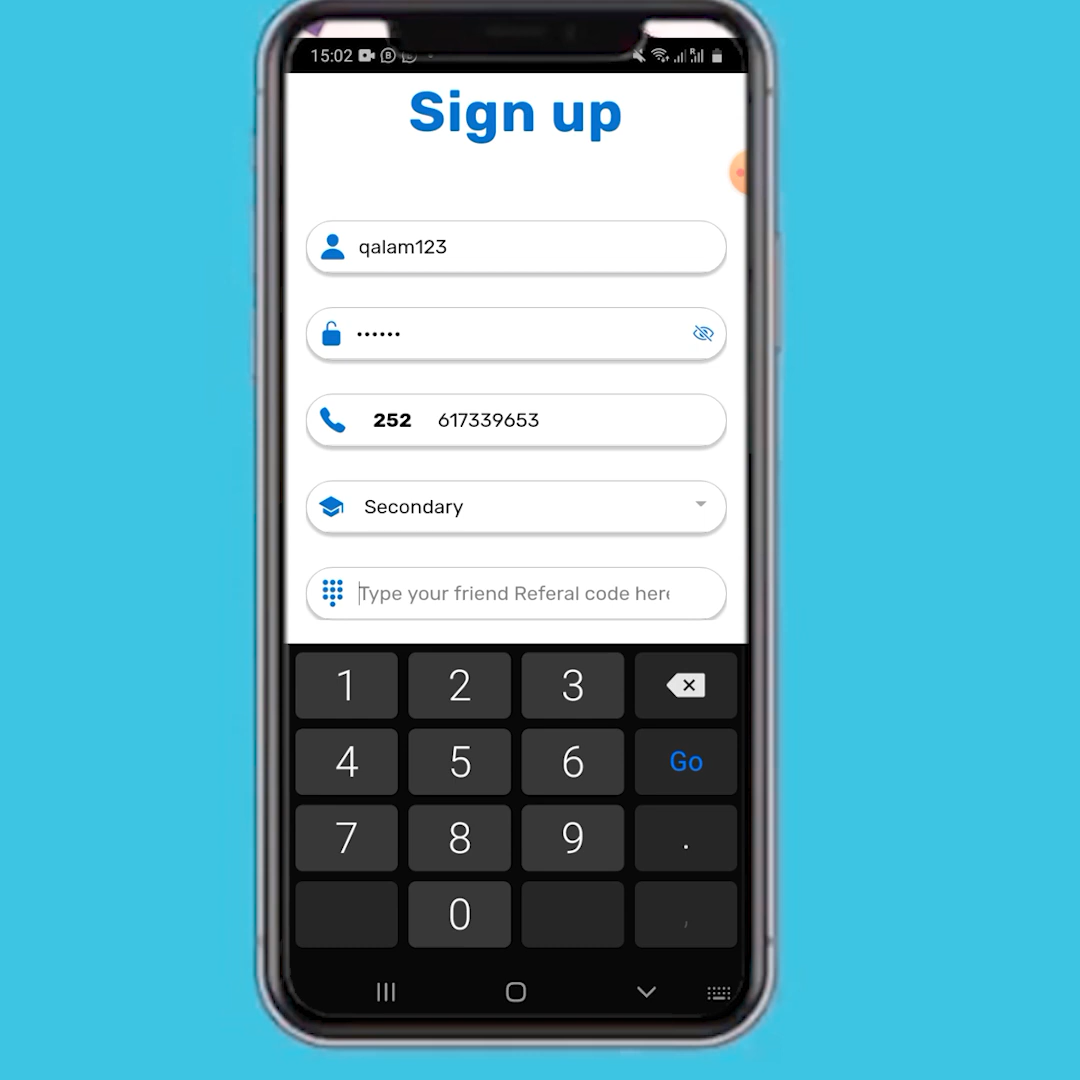 15:02
Sign up
qalam123
••••••
252 617339653
Secondary
Type your friend Referal code here
1 2 3
4 5 6 Go
7 8 9 .
0 ,